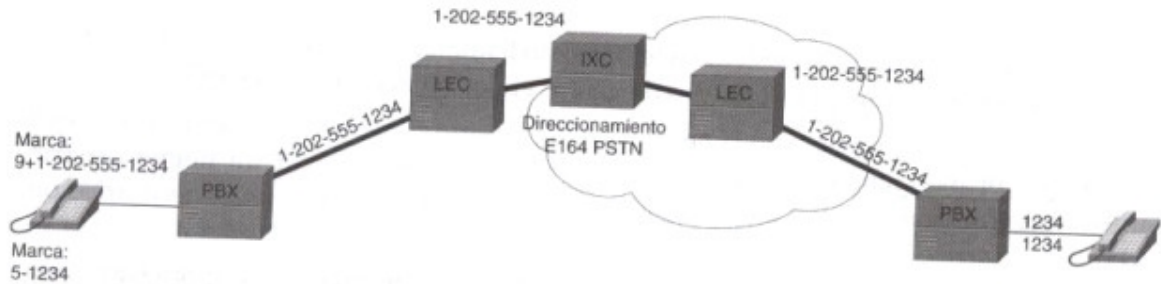 1-202-555-1234
IXC
LEC
LEC
1-202-555-1234
Direccionamiento
E164 PSTN
1-202-555-1234
1-202-555-1234
Marca:
9+1-202-555-1234
PBX
PBX
1234
1234
Marca:
5-1234